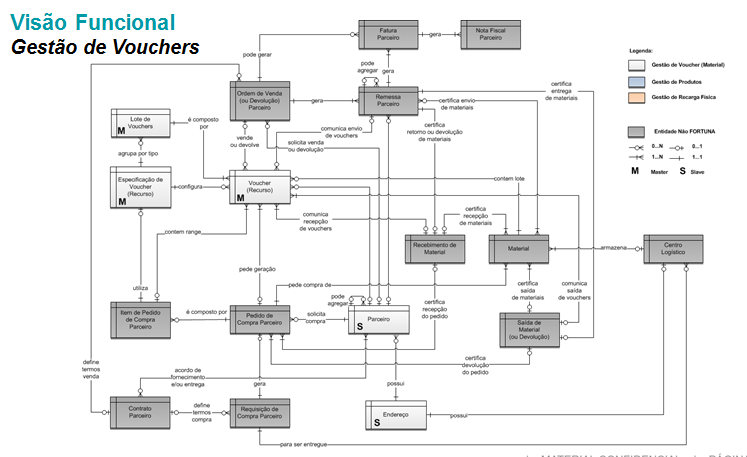 Visão Funcional
Gestão de Vouchers
Fatura
Parceiro
gera
Nota Fiscal
Parceiro
pode gerar
pode
agregar
gera
Legenda:
Gestão de Voucher (Material)
Gestão de Produtos
Gestão de Recarga Física
Entidade Não FORTUNA
0...N
0...1
1...N
1...1
M
Master
S
Slave
Ordem de Venda
(ou Devolução)
Parceiro
gera
Remessa
Parceiro
certifica
entrega
de materiais
certifica envio
de materiais
certifica
retorno ou devolução
de materiais
Lote de
Vouchers
M
é composto
por
comunica envio
de vouchers
vende
ou devolve
solicita venda
ou devolução
agrupa por tipo
Especificação de
Voucher
(Recurso)
M
configura
Voucher
(Recurso)
M
contem lote
certifica
recepção
de materiais
comunica
recepção
de vouchers
contem range
Recebimento de
Material
Material
armazena
Centro
Logístico
pede geração
pede compra de
certifica
saída
de materiais
comunica
saída
de vouchers
utiliza
pode
agregar
certifica
recepção
do pedido
Item de Pedido
de Compra
Parceiro
é composto por
Pedido de
Compra Parceiro
solicita
compra
Parceiro
S
Saída de
Material
(ou Devolução)
certifica
devolução
do pedido
define
termos
venda
acordo de
fornecimento
e/ou entrega
gera
possui
Contrato
Parceiro
define
termos
compra
Requisição de
Compra Parceiro
Endereço
S
possui
para ser entregue